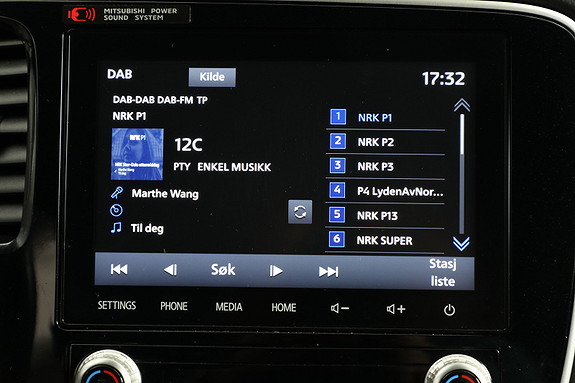 MITSUBISHI POWER
SOUND SYSTEM
DAB
Kilde
17:32
DAB-DAB DAB-FM TP
NRK P1
NRK P1
12C
PTY ENKEL MUSIKK
Marthe Wang
Til deg
1 NRK P1
2 NRK P2
3 NRK P3
4 P4 LydenAvNor...
5 NRK P13
6 NRK SUPER
Søk
Stasj
liste
SETTINGS
PHONE
MEDIA
HOME